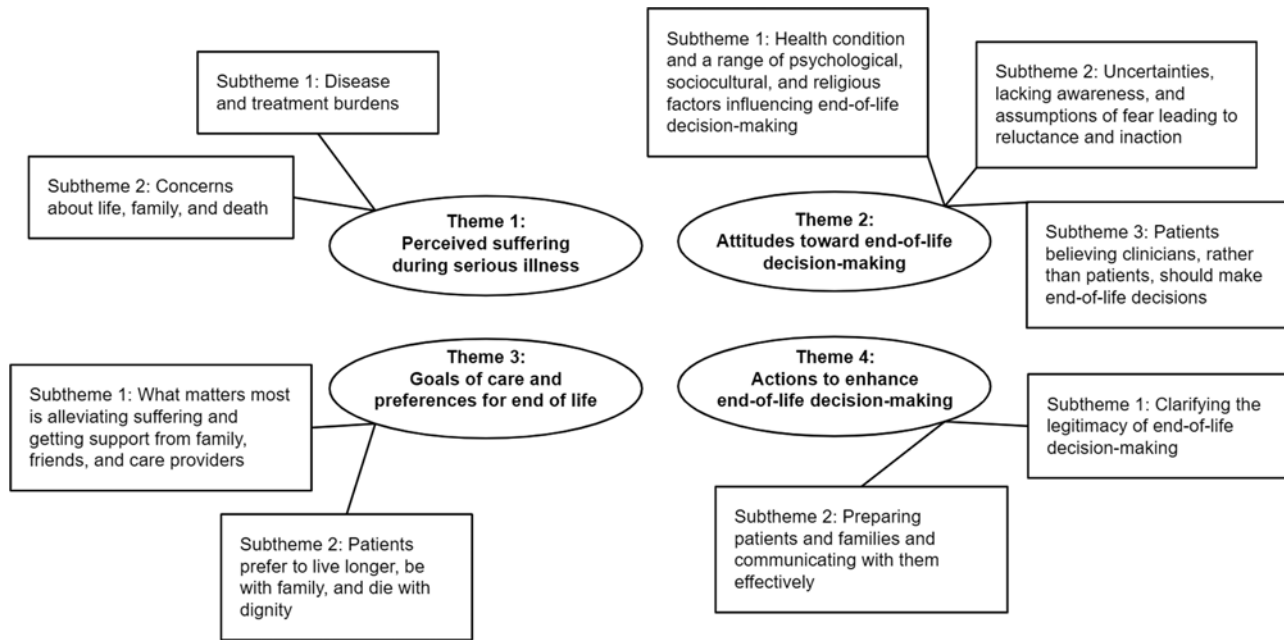 Theme 1:
Perceived suffering
during serious illness
Subtheme 1: Disease
and treatment burdens
Subtheme 2: Concerns
about life, family, and death
Theme 2:
Attitudes toward end-of-life
decision-making
Subtheme 1: Health condition
and a range of psychological,
sociocultural, and religious
factors influencing end-of-life
decision-making
Subtheme 2: Uncertainties,
lacking awareness, and
assumptions of fear leading to
reluctance and inaction
Subtheme 3: Patients
believing clinicians, rather
than patients, should make
end-of-life decisions
Theme 3:
Goals of care and
preferences for end of life
Subtheme 1: What matters most
is alleviating suffering and
getting support from family,
friends, and care providers
Subtheme 2: Patients
prefer to live longer, be
with family, and die with
dignity
Theme 4:
Actions to enhance
end-of-life decision-making
Subtheme 1: Clarifying the
legitimacy of end-of-life
decision-making
Subtheme 2: Preparing
patients and families and
communicating with them
effectively